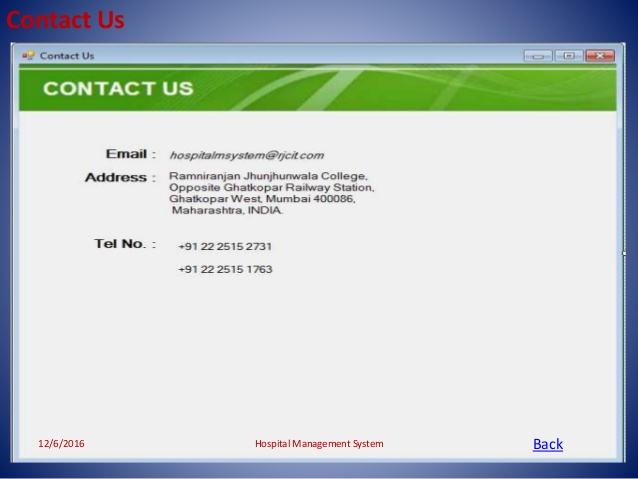 Contact Us
Contact Us
CONTACT US
Email : hospitalmsystem@rjcit.com
Address : Ramniranjan Jhunjhunwala College,
Opposite Ghatkopar Railway Station,
Ghatkopar West, Mumbai 400086,
Maharashtra, INDIA.
Tel No. : +91 22 2515 2731
+91 22 2515 1763
12/6/2016 Hospital Management System Back